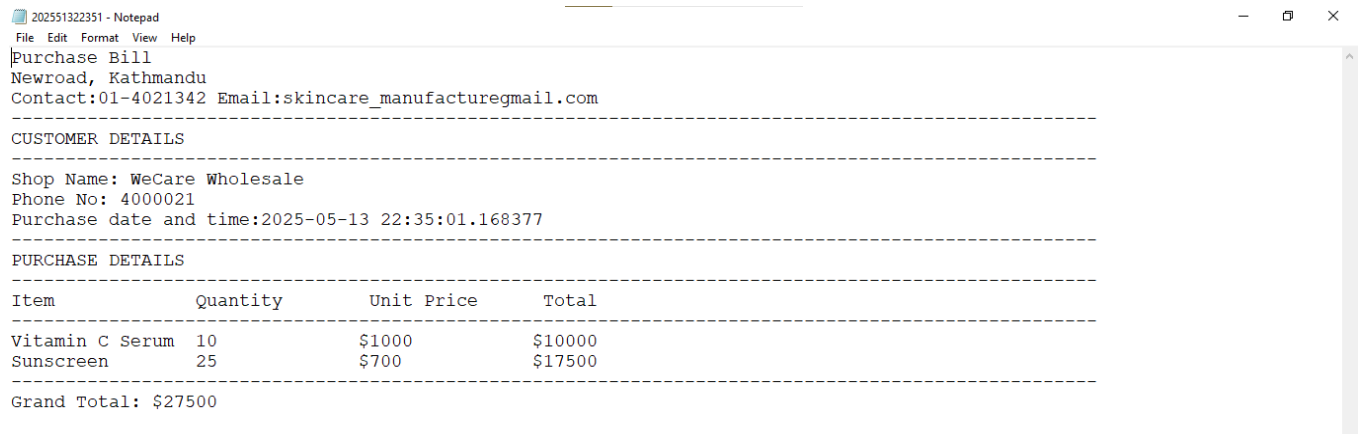 202551322351 - Notepad
File Edit Format View Help
Purchase Bill
Newroad, Kathmandu
Contact:01-4021342 Email:skincare_manufacturegmail.com
----------------------------------------------------------------------------------------------------
CUSTOMER DETAILS
----------------------------------------------------------------------------------------------------
Shop Name: WeCare Wholesale
Phone No: 4000021
Purchase date and time:2025-05-13 22:35:01.168377
----------------------------------------------------------------------------------------------------
PURCHASE DETAILS
----------------------------------------------------------------------------------------------------
Item Quantity Unit Price Total
----------------------------------------------------------------------------------------------------
Vitamin C Serum 10 $1000 $10000
Sunscreen 25 $700 $17500
----------------------------------------------------------------------------------------------------
Grand Total: $27500